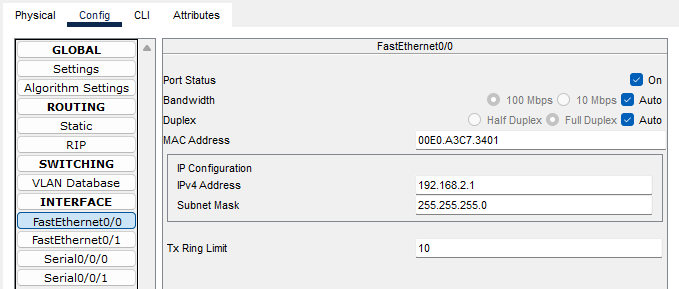 Physical Config CLI Attributes
GLOBAL
Settings
Algorithm Settings
ROUTING
Static
RIP
SWITCHING
VLAN Database
INTERFACE
FastEthernet0/0
FastEthernet0/1
Serial0/0/0
Serial0/0/1
FastEthernet0/0
Port Status On
Bandwidth 100 Mbps 10 Mbps Auto
Duplex Half Duplex Full Duplex Auto
MAC Address 00E0.A3C7.3401
IP Configuration
IPv4 Address 192.168.2.1
Subnet Mask 255.255.255.0
Tx Ring Limit 10